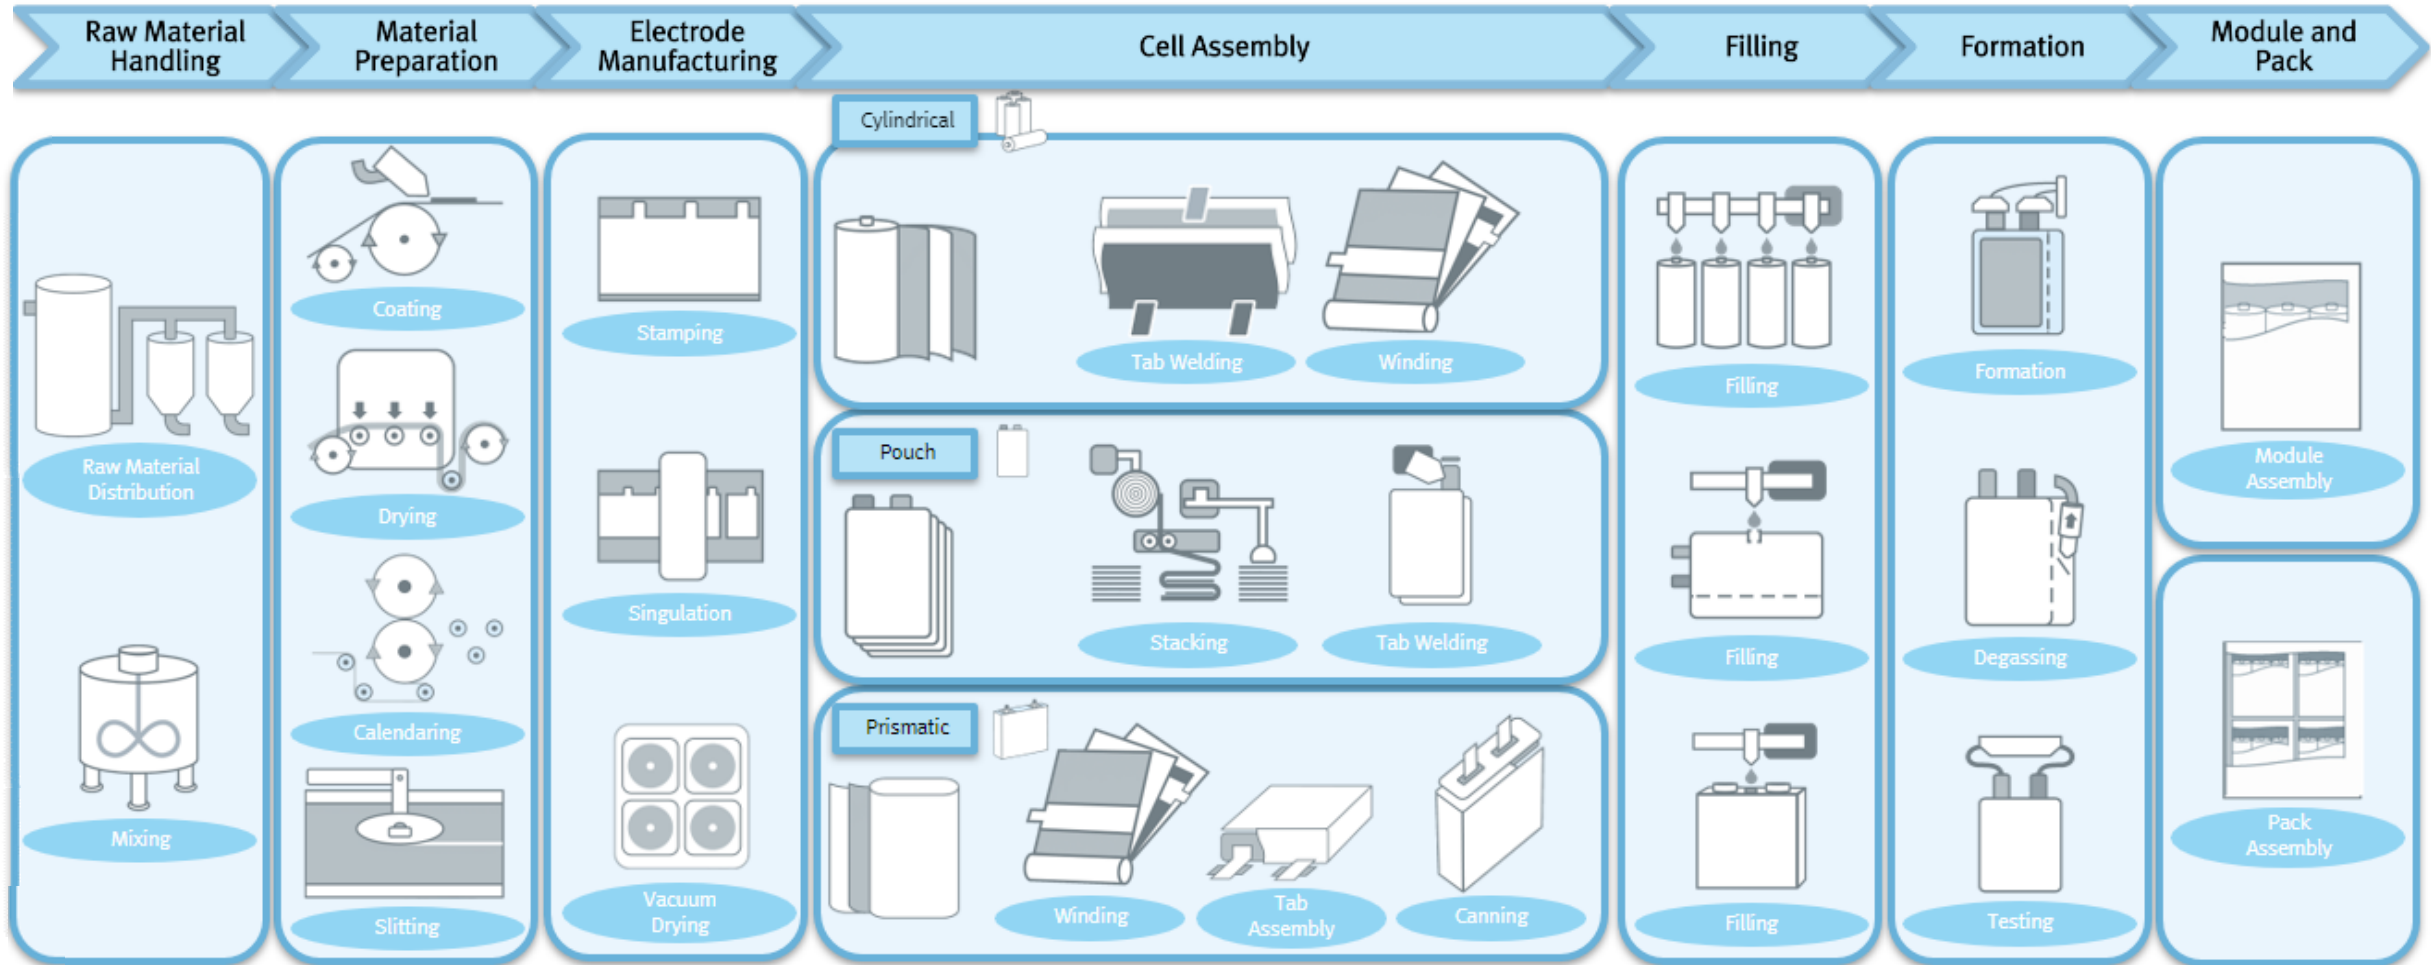 Raw Material
Handling
Material
Preparation
Electrode
Manufacturing
Cell Assembly
Filling
Formation
Module and
Pack
Raw Material
Distribution
Mixing
Coating
Drying
Calendaring
Slitting
Stamping
Singulation
Vacuum
Drying
Cylindrical
Tab Welding
Winding
Pouch
Stacking
Tab Welding
Prismatic
Winding
Tab
Assembly
Canning
Filling
Filling
Filling
Formation
Degassing
Testing
Module
Assembly
Pack
Assembly